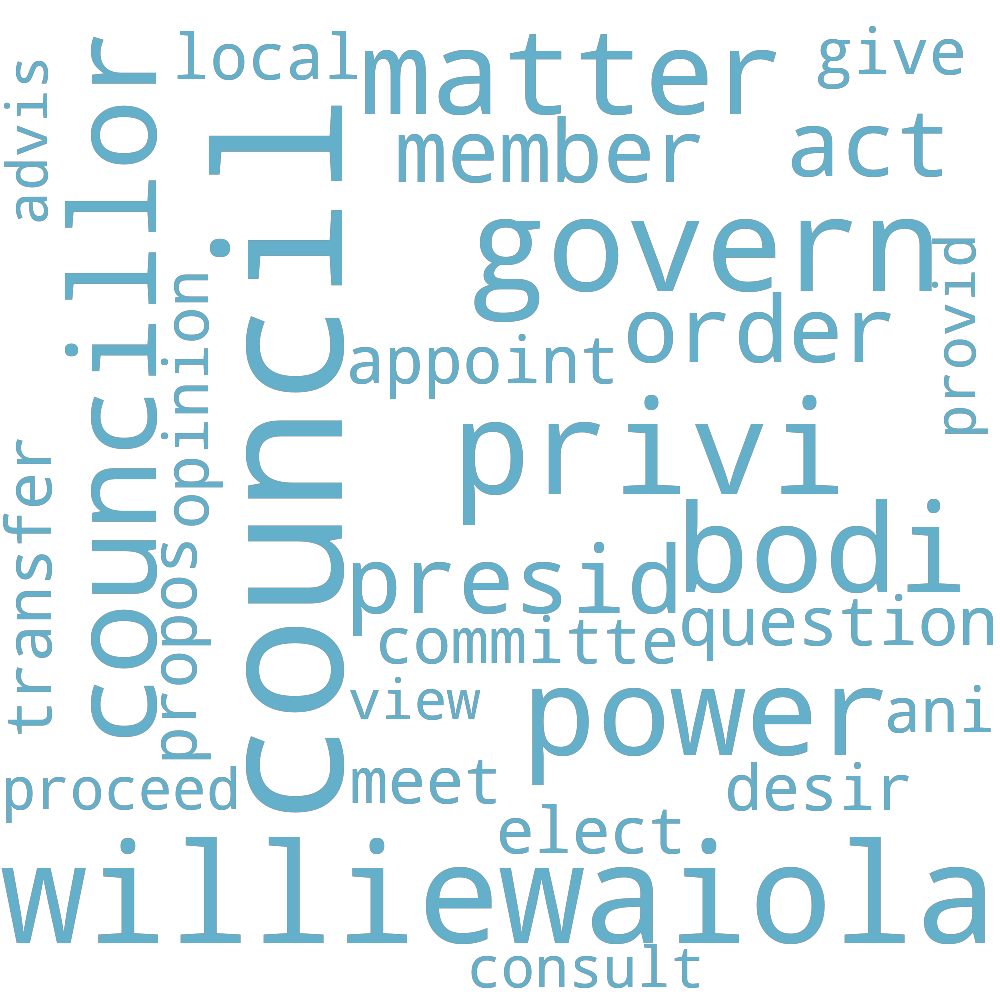 local
matter
give
advis
councillor
council
member
act
govern
provid
opinion
order
appoint
privi
transfer
bodi
propos
presid
question
committe
view
power
ani
proceed
meet
desir
elect
williewaiola
consult